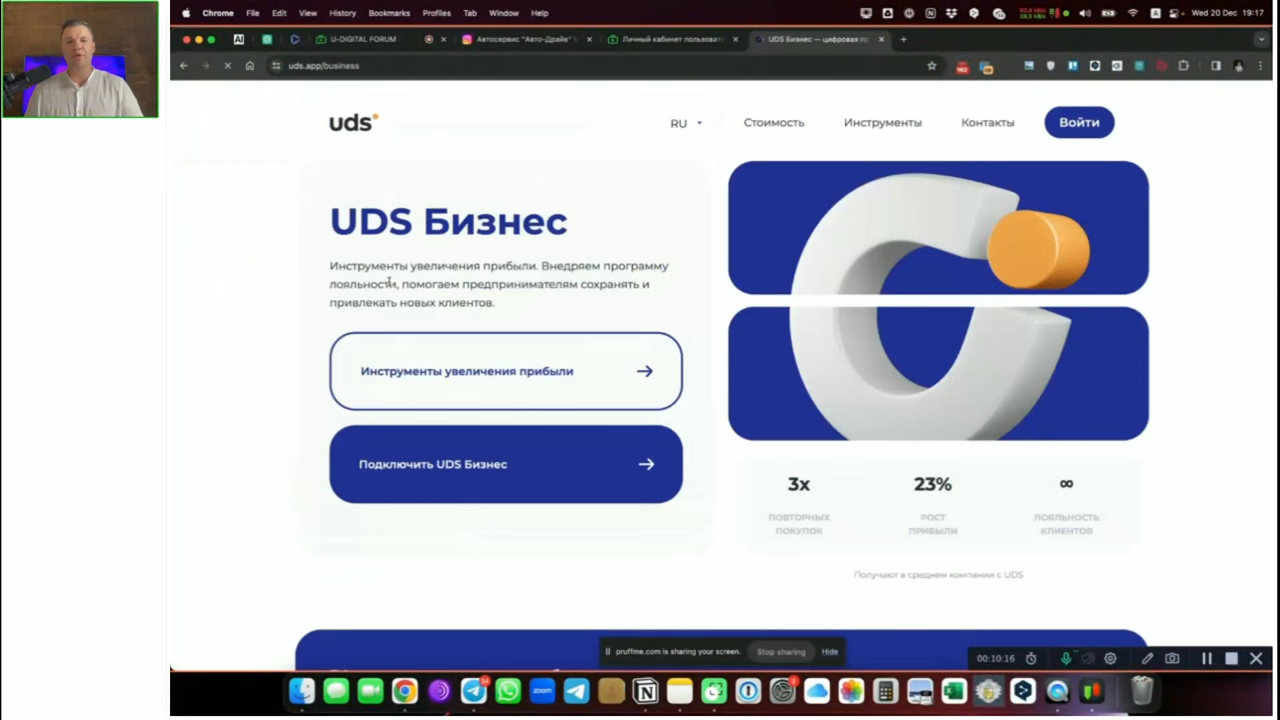 Chrome File Edit View History Bookmarks Profiles Tab Window Help
Wed 20 Dec 19:17
U-DIGITAL FORUM
Автосервис "Авто-Драйв"
Личный кабинет пользоват
UDS Бизнес — цифровая п
uds.app/business
uds
RU
Стоимость
Инструменты
Контакты
Войти
UDS Бизнес
Инструменты увеличения прибыли. Внедряем программу
лояльности, помогаем предпринимателям сохранять и
привлекать новых клиентов.
Инструменты увеличения прибыли
Подключить UDS Бизнес
3x 23% ∞
ПОВТОРНЫХ РОСТ ЛОЯЛЬНОСТЬ
ПОКУПОК ПРИБЫЛИ КЛИЕНТОВ
Получают в среднем компании с UDS
pruffme.com is sharing your screen. Stop sharing Hide
00:10:16
zoom